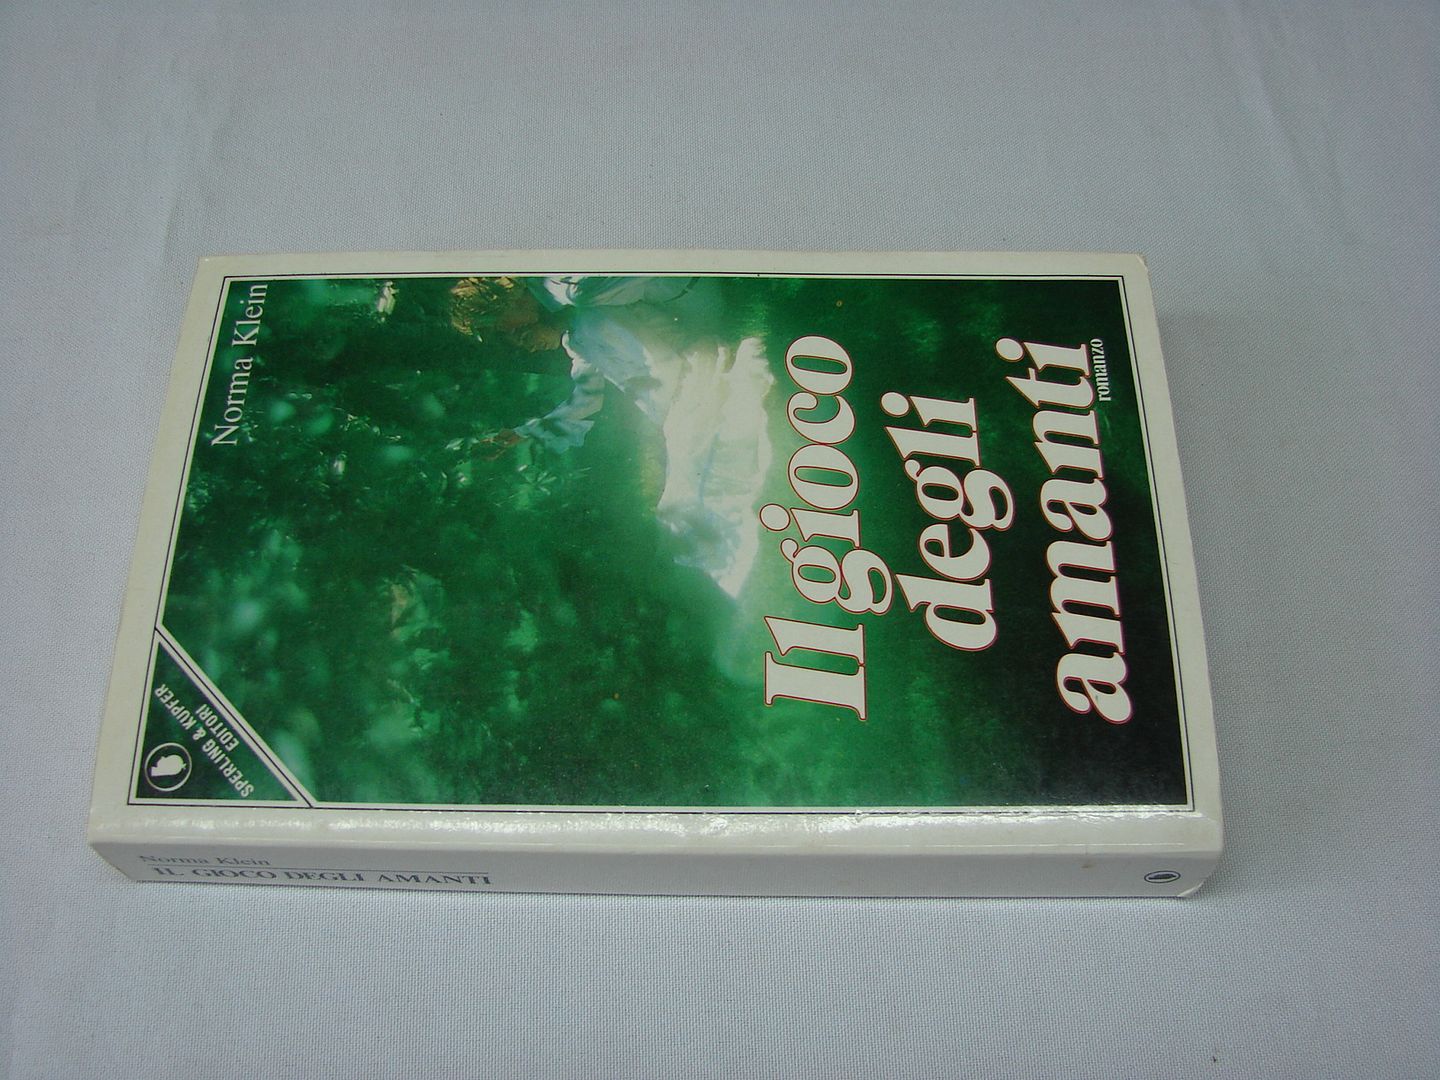 Norma Klein
SPERLING & KUPFER
EDITORI
Il gioco
degli
amanti
romanzo
Norma Klein
IL GIOCO DEGLI AMANTI